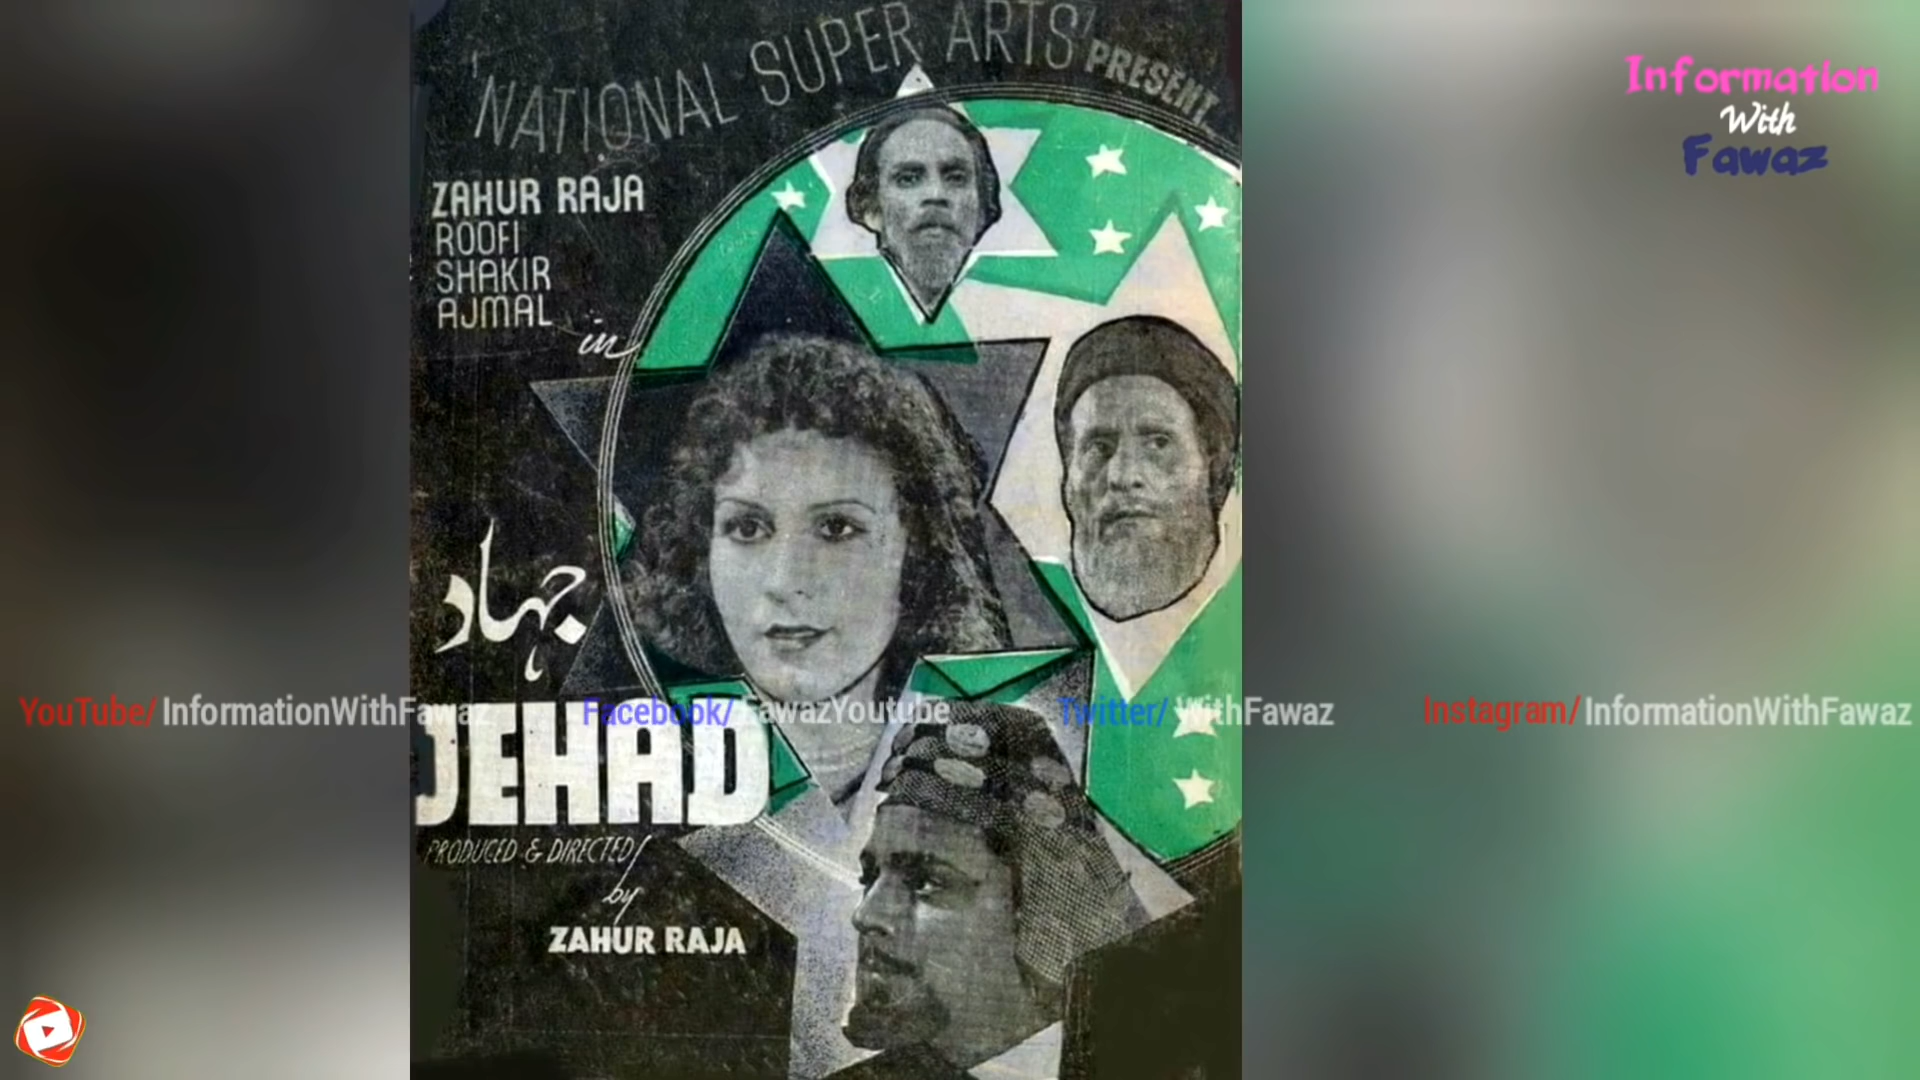 'NATIONAL SUPER ARTS' PRESENT
Information
With
Fawaz
ZAHUR RAJA
ROOFI
SHAKIR
AJMAL
in
جہاد
YouTube/InformationWithFawaz Facebook/FawazYoutube Twitter/WithFawaz Instagram/InformationWithFawaz
JEHAD
PRODUCED & DIRECTED
by
ZAHUR RAJA